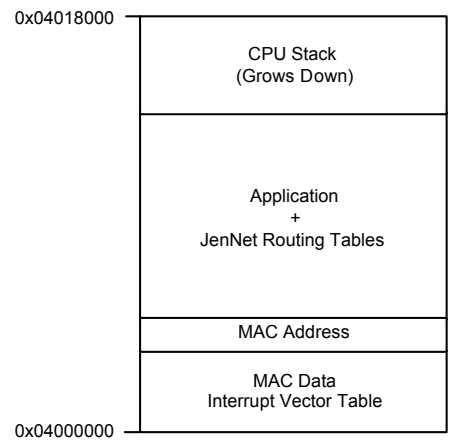 0x04018000
CPU Stack
(Grows Down)
Application
+
JenNet Routing Tables
MAC Address
MAC Data
Interrupt Vector Table
0x04000000